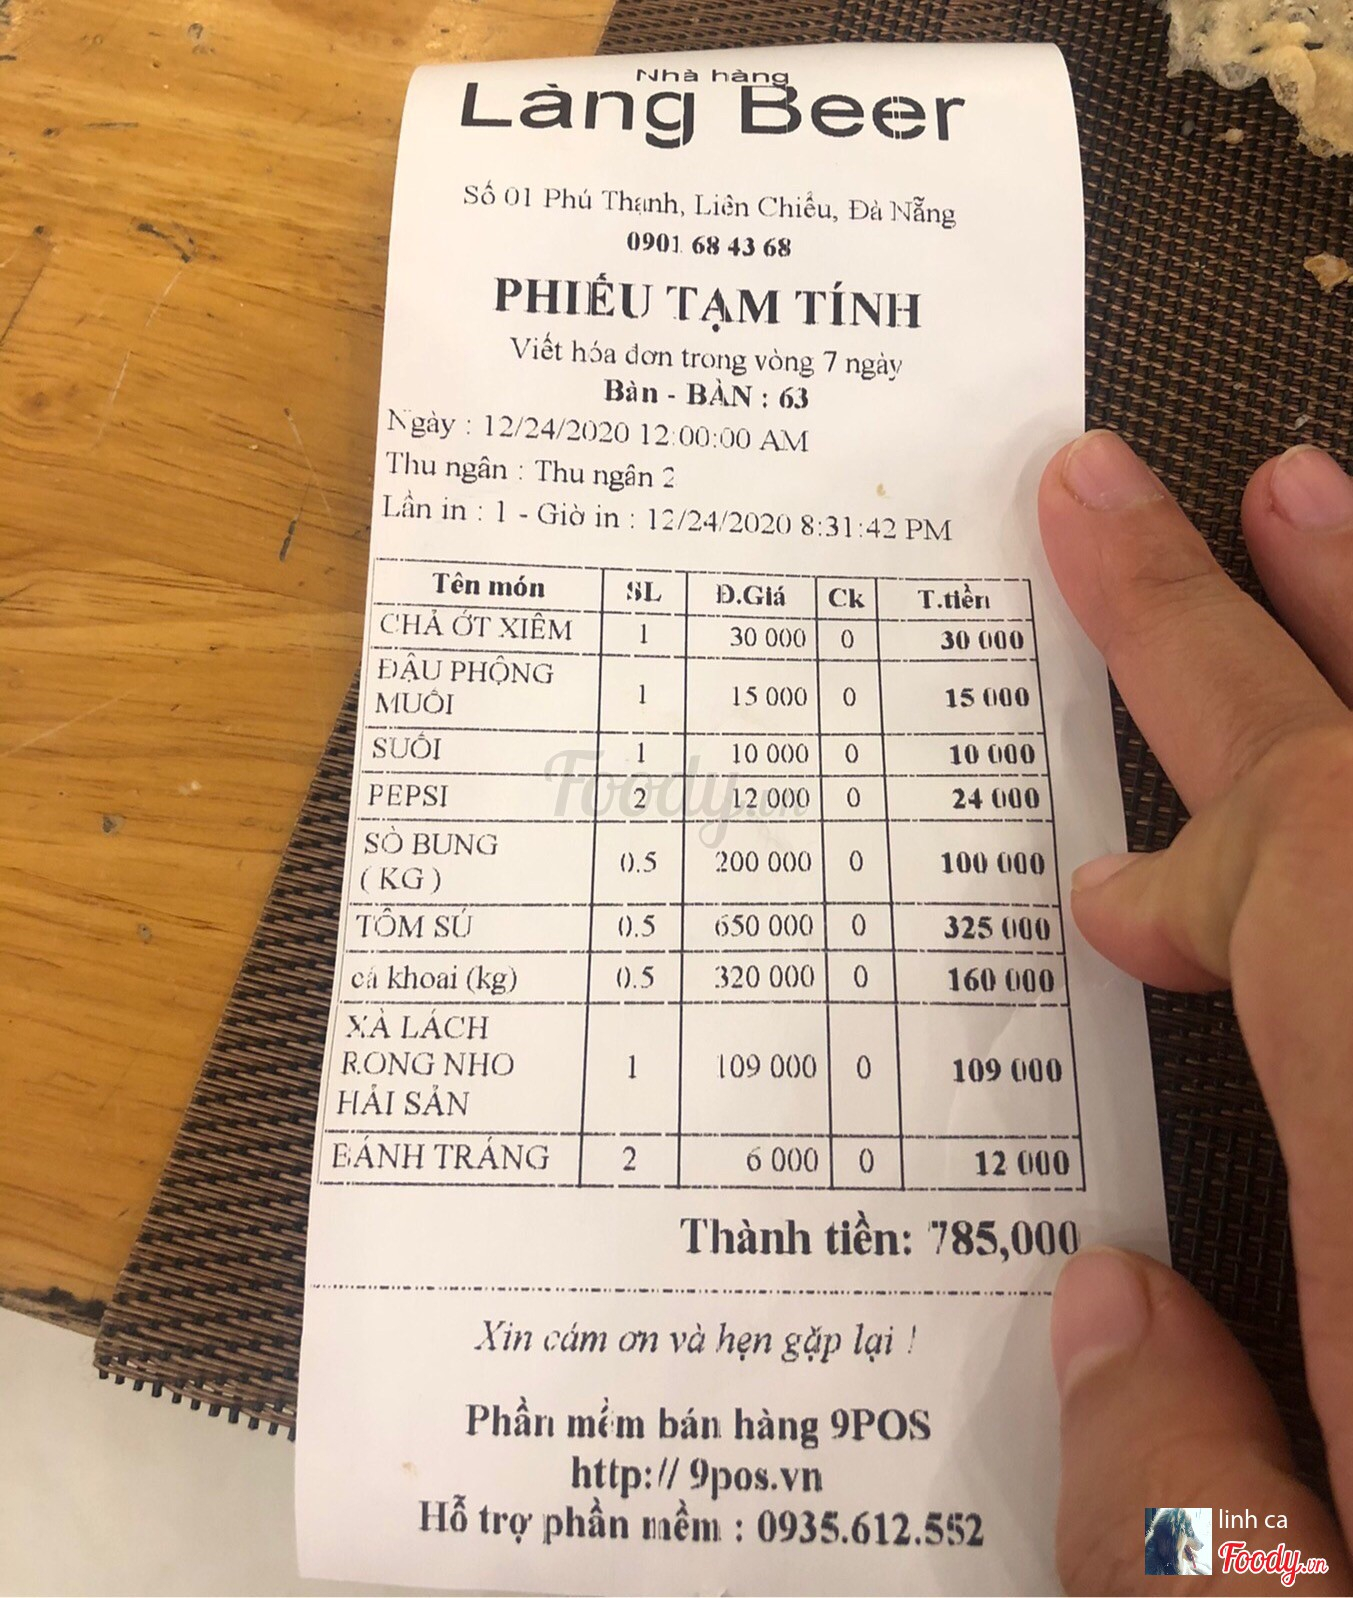 Nhà hàng
Làng Beer
Số 01 Phú Thạnh, Liên Chiểu, Đà Nẵng
0901 68 43 68
PHIẾU TẠM TÍNH
Viết hóa đơn trong vòng 7 ngày
Bàn - BÀN : 63
Ngày : 12/24/2020 12:00:00 AM
Thu ngân : Thu ngân 2
Lần in : 1 - Giờ in : 12/24/2020 8:31:42 PM
Tên món SL Đ.Giá Ck T.tiền
CHẢ ỚT XIÊM 1 30 000 0 30 000
ĐẬU PHỘNG
MUỐI 1 15 000 0 15 000
SUỐI 1 10 000 0 10 000
PEPSI 2 12 000 0 24 000
SÒ BUNG
( KG ) 0.5 200 000 0 100 000
TÔM SÚ 0.5 650 000 0 325 000
cá khoai (kg) 0.5 320 000 0 160 000
XÀ LÁCH
RONG NHO 1 109 000 0 109 000
HẢI SẢN
BÁNH TRÁNG 2 6 000 0 12 000
Thành tiền: 785,000
Xin cám ơn và hẹn gặp lại !
Phần mềm bán hàng 9POS
http:// 9pos.vn
Hỗ trợ phần mềm : 0935.612.552
Foody.vn
linh ca
Foody.vn